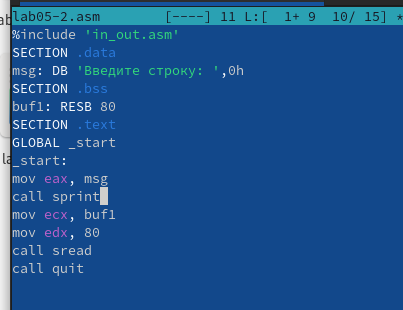 lab05-2.asm [----] 11 L:[ 1+ 9 10/ 15] *
%include 'in_out.asm'
SECTION .data
msg: DB 'Введите строку: ',0h
SECTION .bss
buf1: RESB 80
SECTION .text
GLOBAL _start
_start:
mov eax, msg
call sprint
mov ecx, buf1
mov edx, 80
call sread
call quit